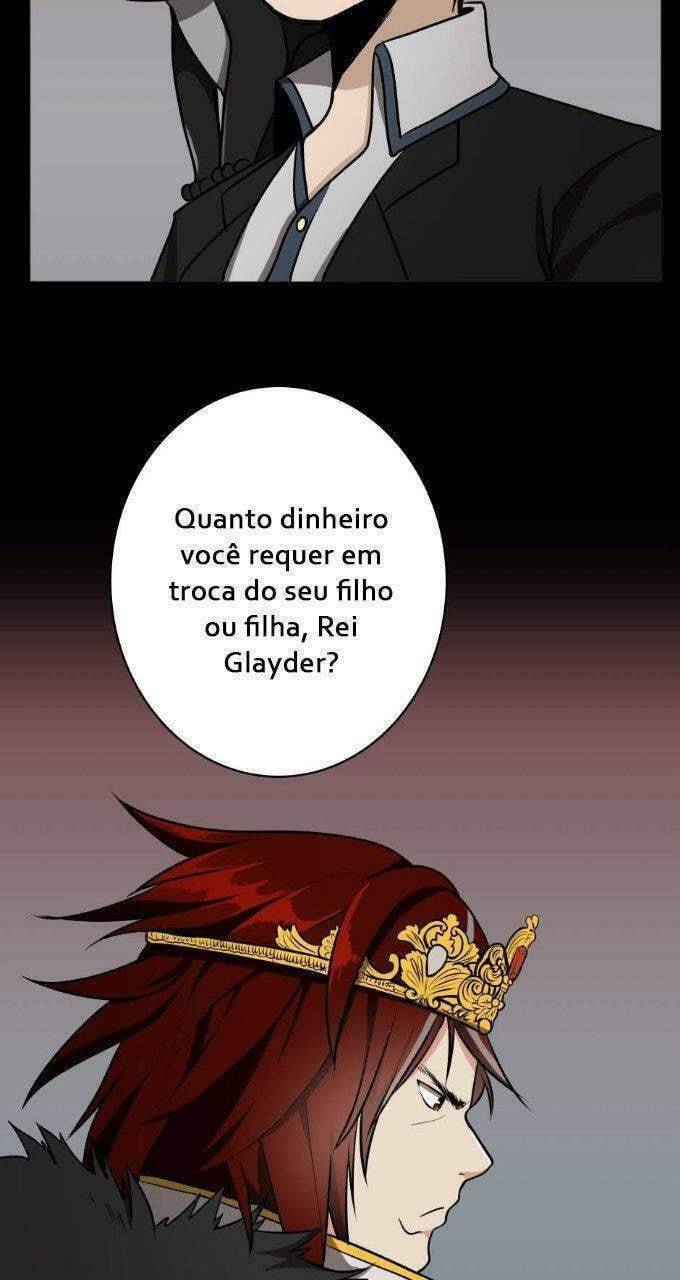 Quanto dinheiro
você requer em
troca do seu filho
ou filha, Rei
Glayder?